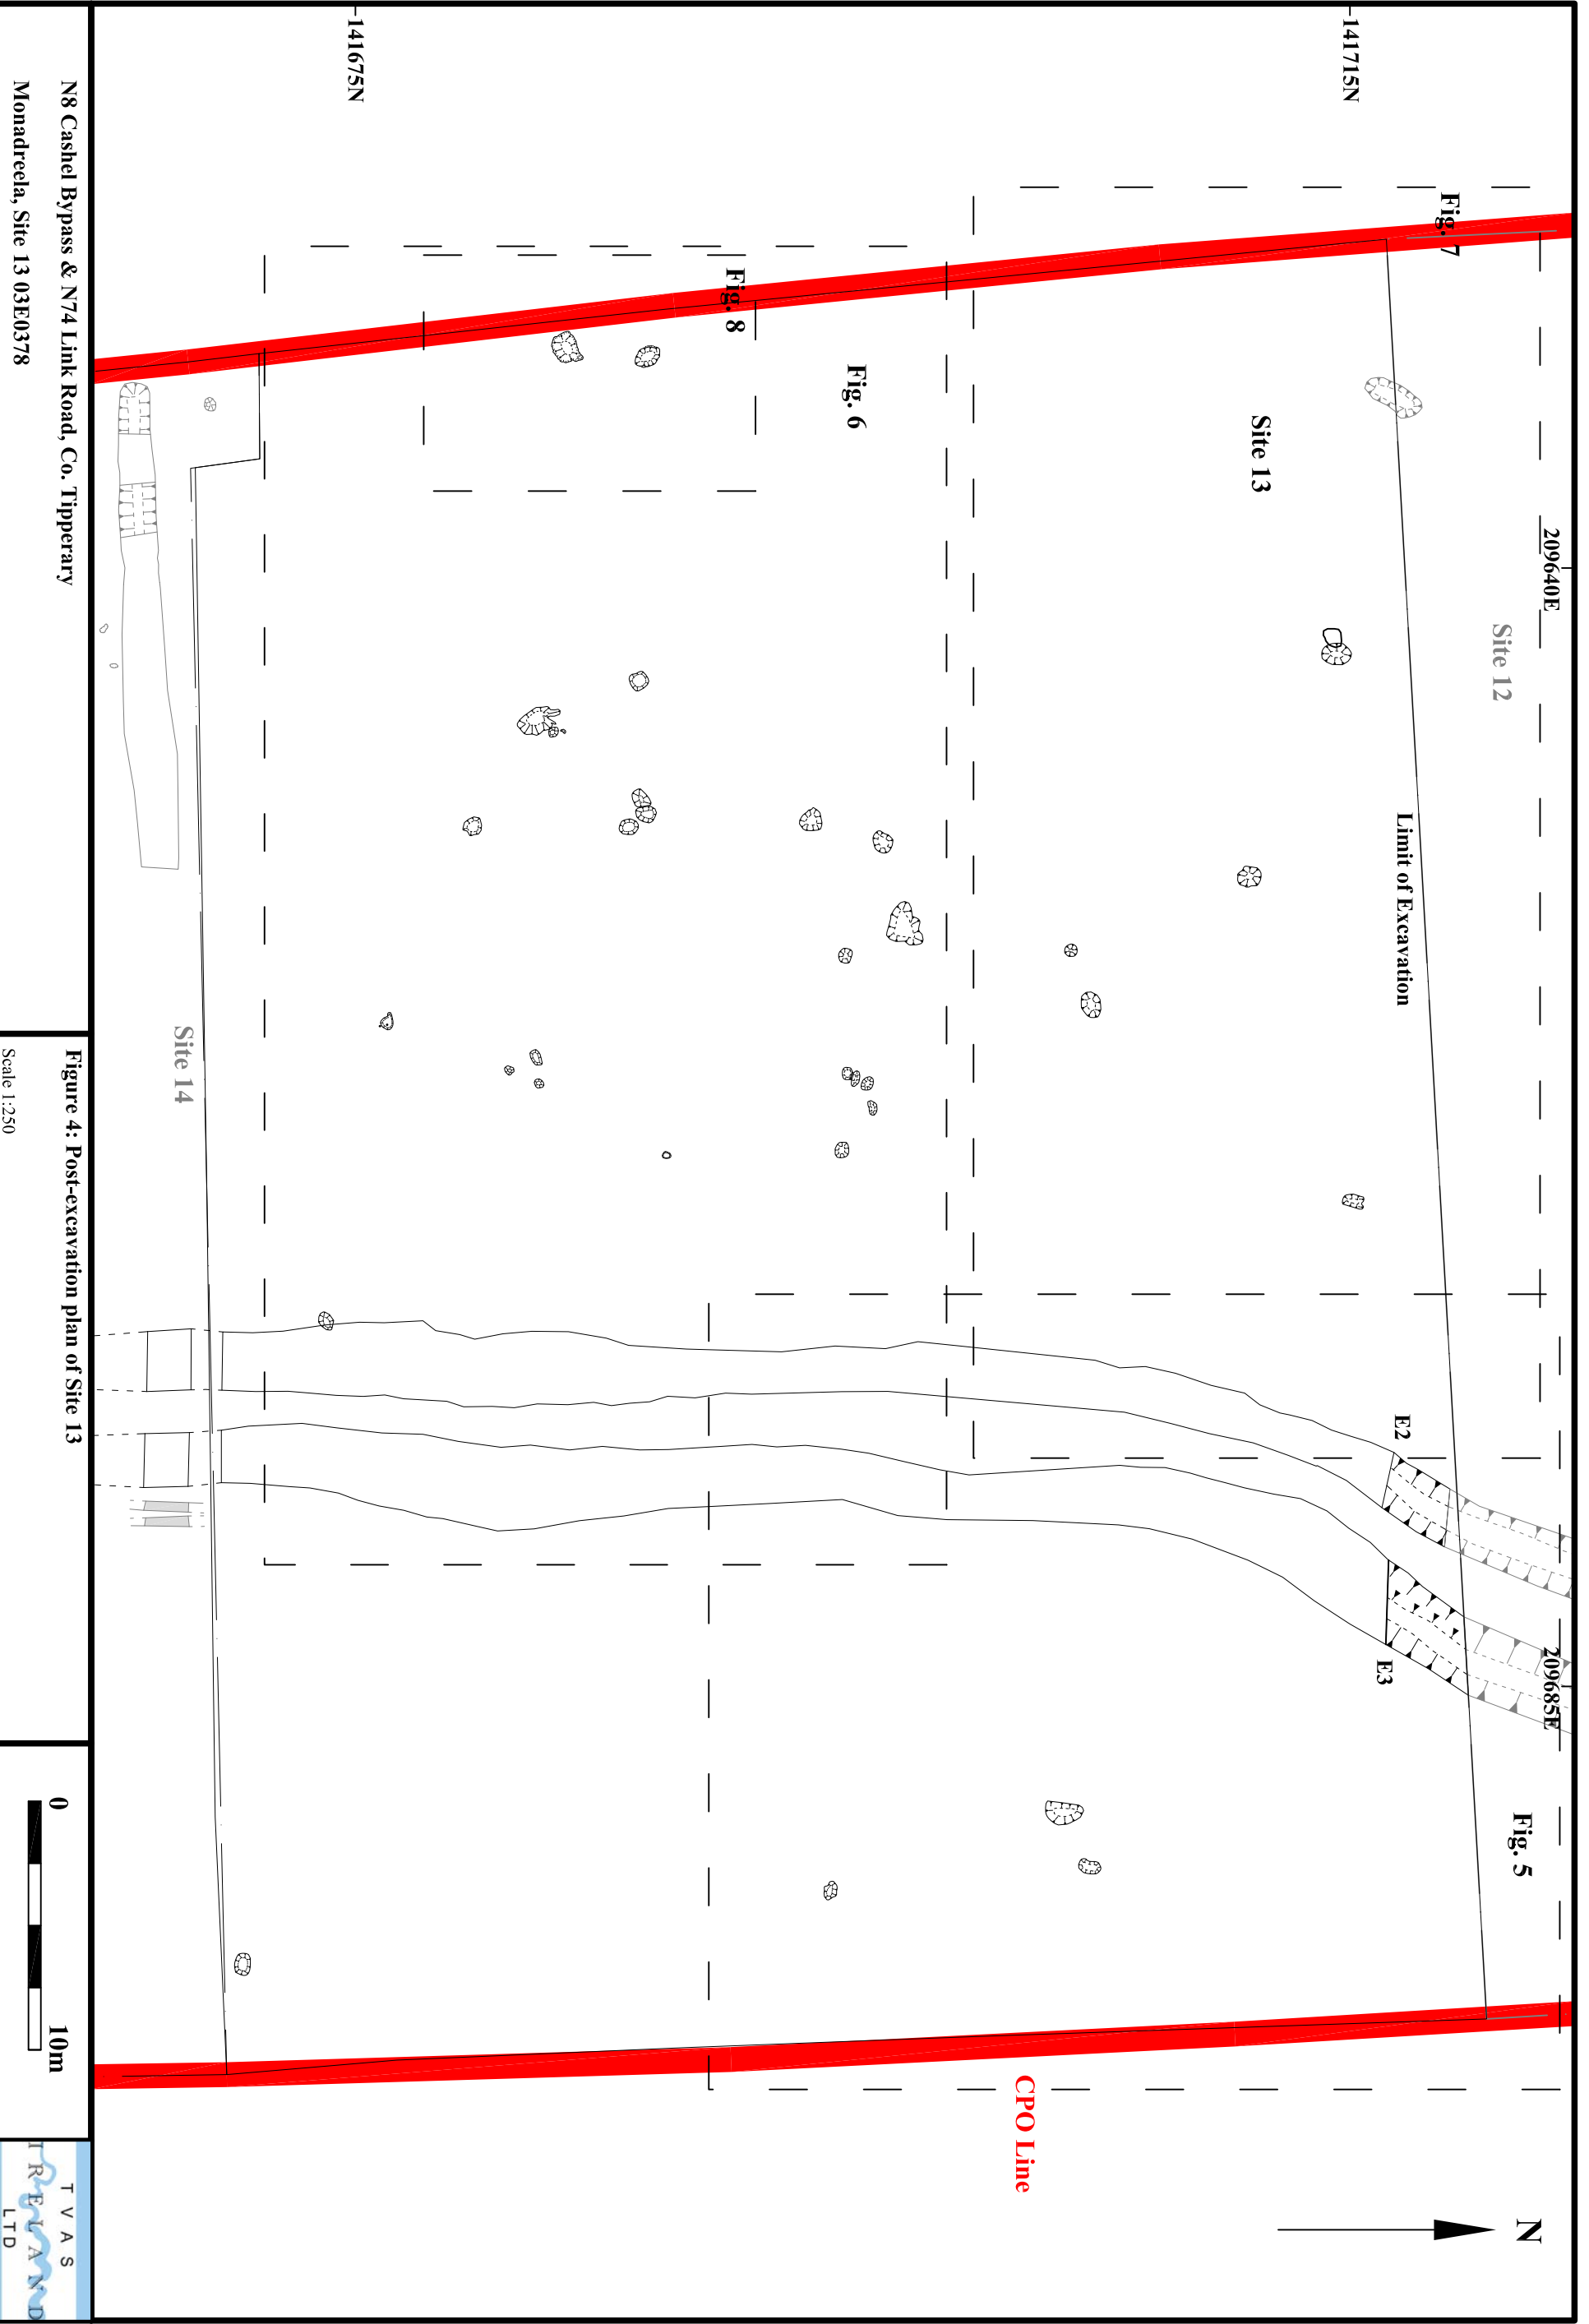 209640E
209685E
N
141715N
141675N
Fig. 5
Fig. 7
Site 12
Limit of Excavation
E2
E3
Site 13
CPO Line
Fig. 6
Fig. 8
Site 14
N8 Cashel Bypass & N74 Link Road, Co. Tipperary
Monadreela, Site 13 03E0378
Figure 4: Post-excavation plan of Site 13
Scale 1:250
0
10m
T V A S
I R E L A N D
LTD